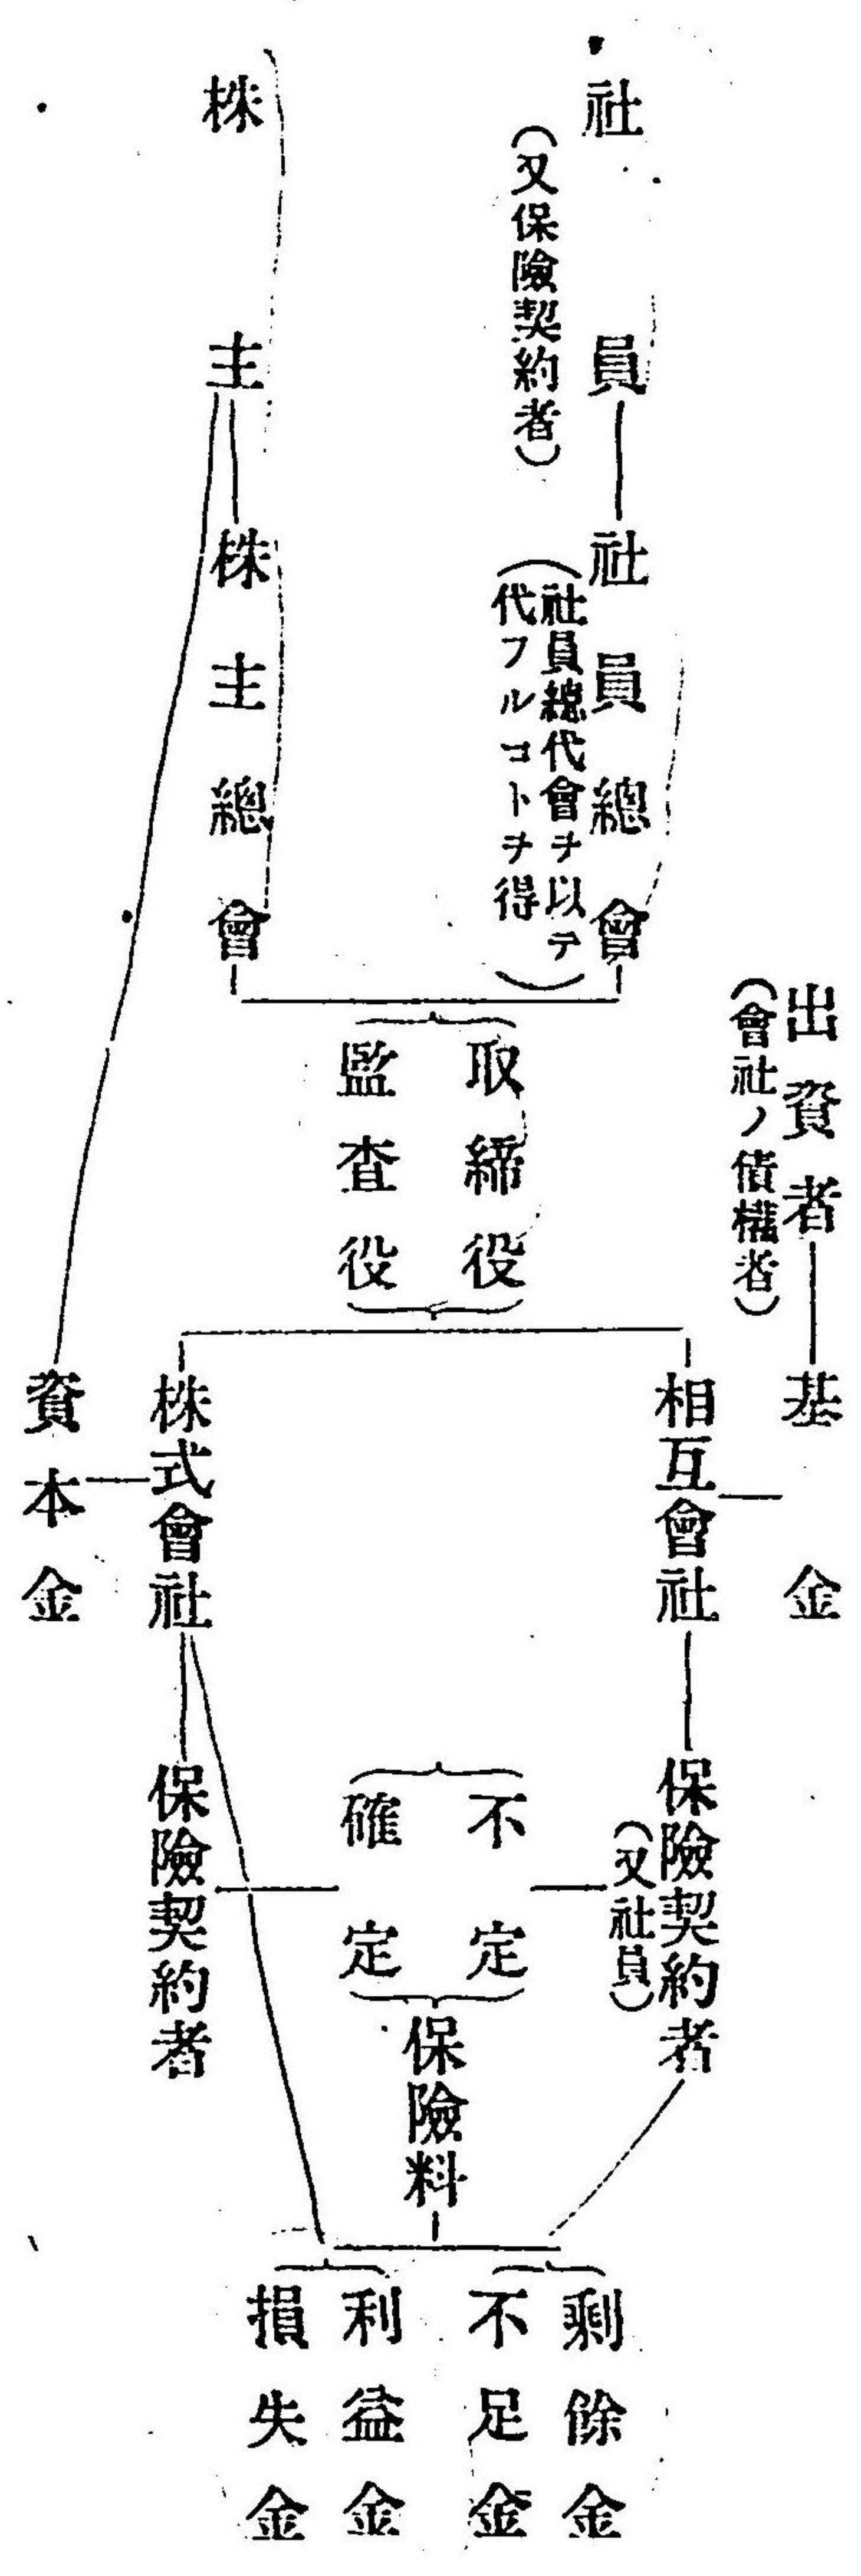 出資者
(會社ノ債權者)
基金
社員
(又保險契約者)
社員總會
(社員總代會ヲ以テ
代フルコトヲ得)
相互會社
保險契約者
(又社員)
取締役
監査役
不定
確定
保險料
剩餘金
不足金
利益金
損失金
株主
株主總會
株式會社
保險契約者
資本金